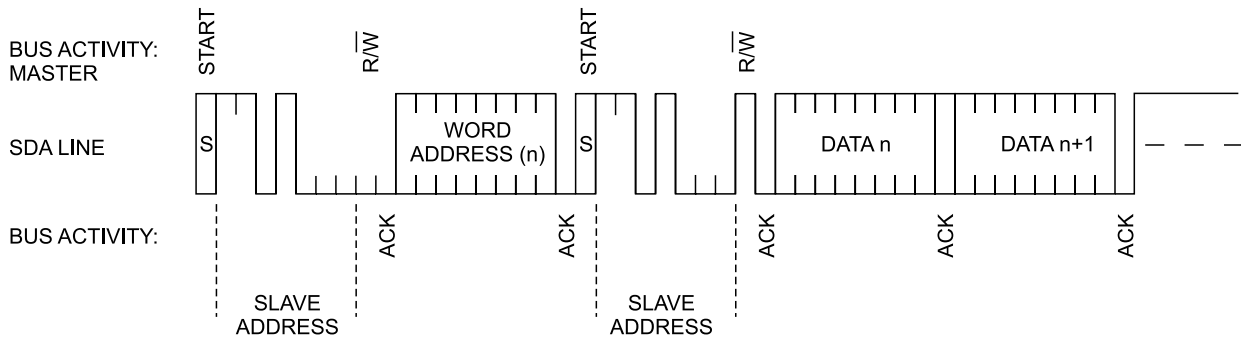 BUS ACTIVITY:
MASTER
START
R/W
START
R/W
SDA LINE
S
WORD
ADDRESS (n)
S
DATA n
DATA n+1
BUS ACTIVITY:
ACK
ACK
ACK
ACK
ACK
SLAVE
ADDRESS
SLAVE
ADDRESS